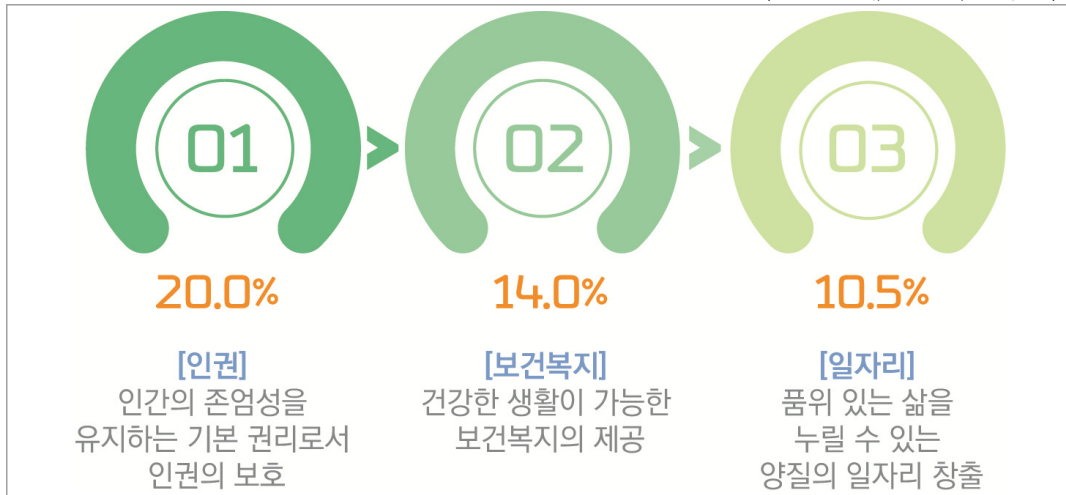 01
02
03
20.0%
14.0%
10.5%
[인권]
인간의 존엄성을
유지하는 기본 권리로서
인권의 보호
[보건복지]
건강한 생활이 가능한
보건복지의 제공
[일자리]
품위 있는 삶을
누릴 수 있는
양질의 일자리 창출